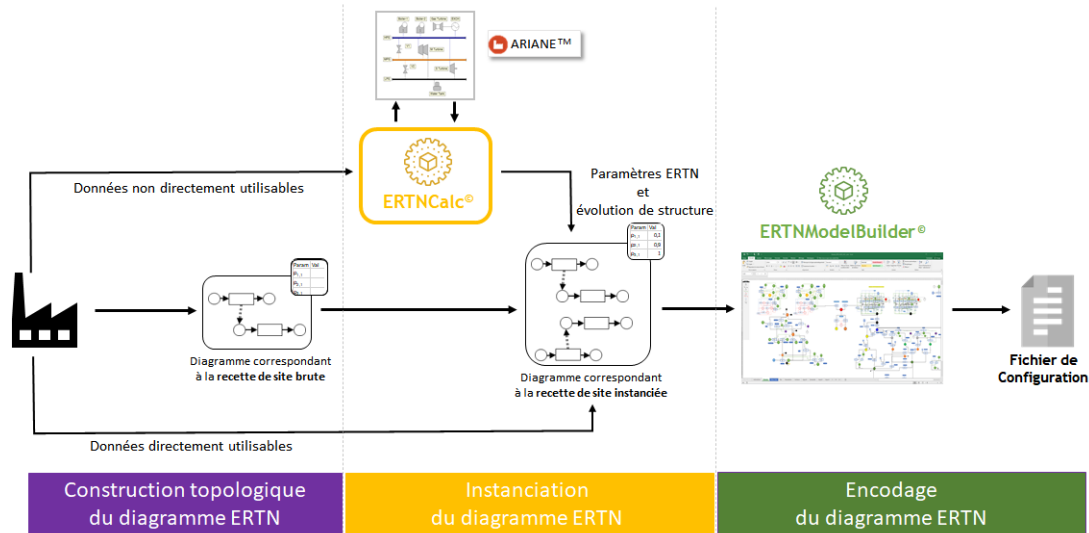 ARIANE™
ERTNCalc©
Données non directement utilisables
Paramètres ERTN
et
évolution de structure
ERTNModelBuilder©
Param Val
Param Val
0,1
0,8
1
Diagramme correspondant
à la recette de site brute
Diagramme correspondant
à la recette de site instanciée
Fichier de
Configuration
Données directement utilisables
Construction topologique
du diagramme ERTN
Instanciation
du diagramme ERTN
Encodage
du diagramme ERTN